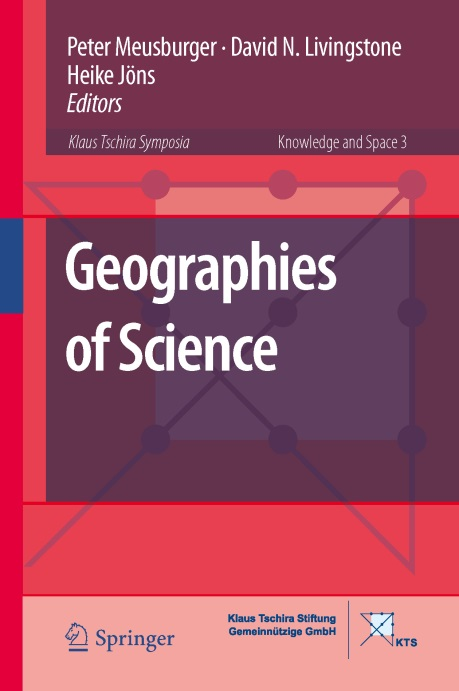 Peter Meusburger · David N. Livingstone
Heike Jöns
Editors
Klaus Tschira Symposia
Knowledge and Space 3
Geographies
of Science
Springer
Klaus Tschira Stiftung
Gemeinnützige GmbH
KTS